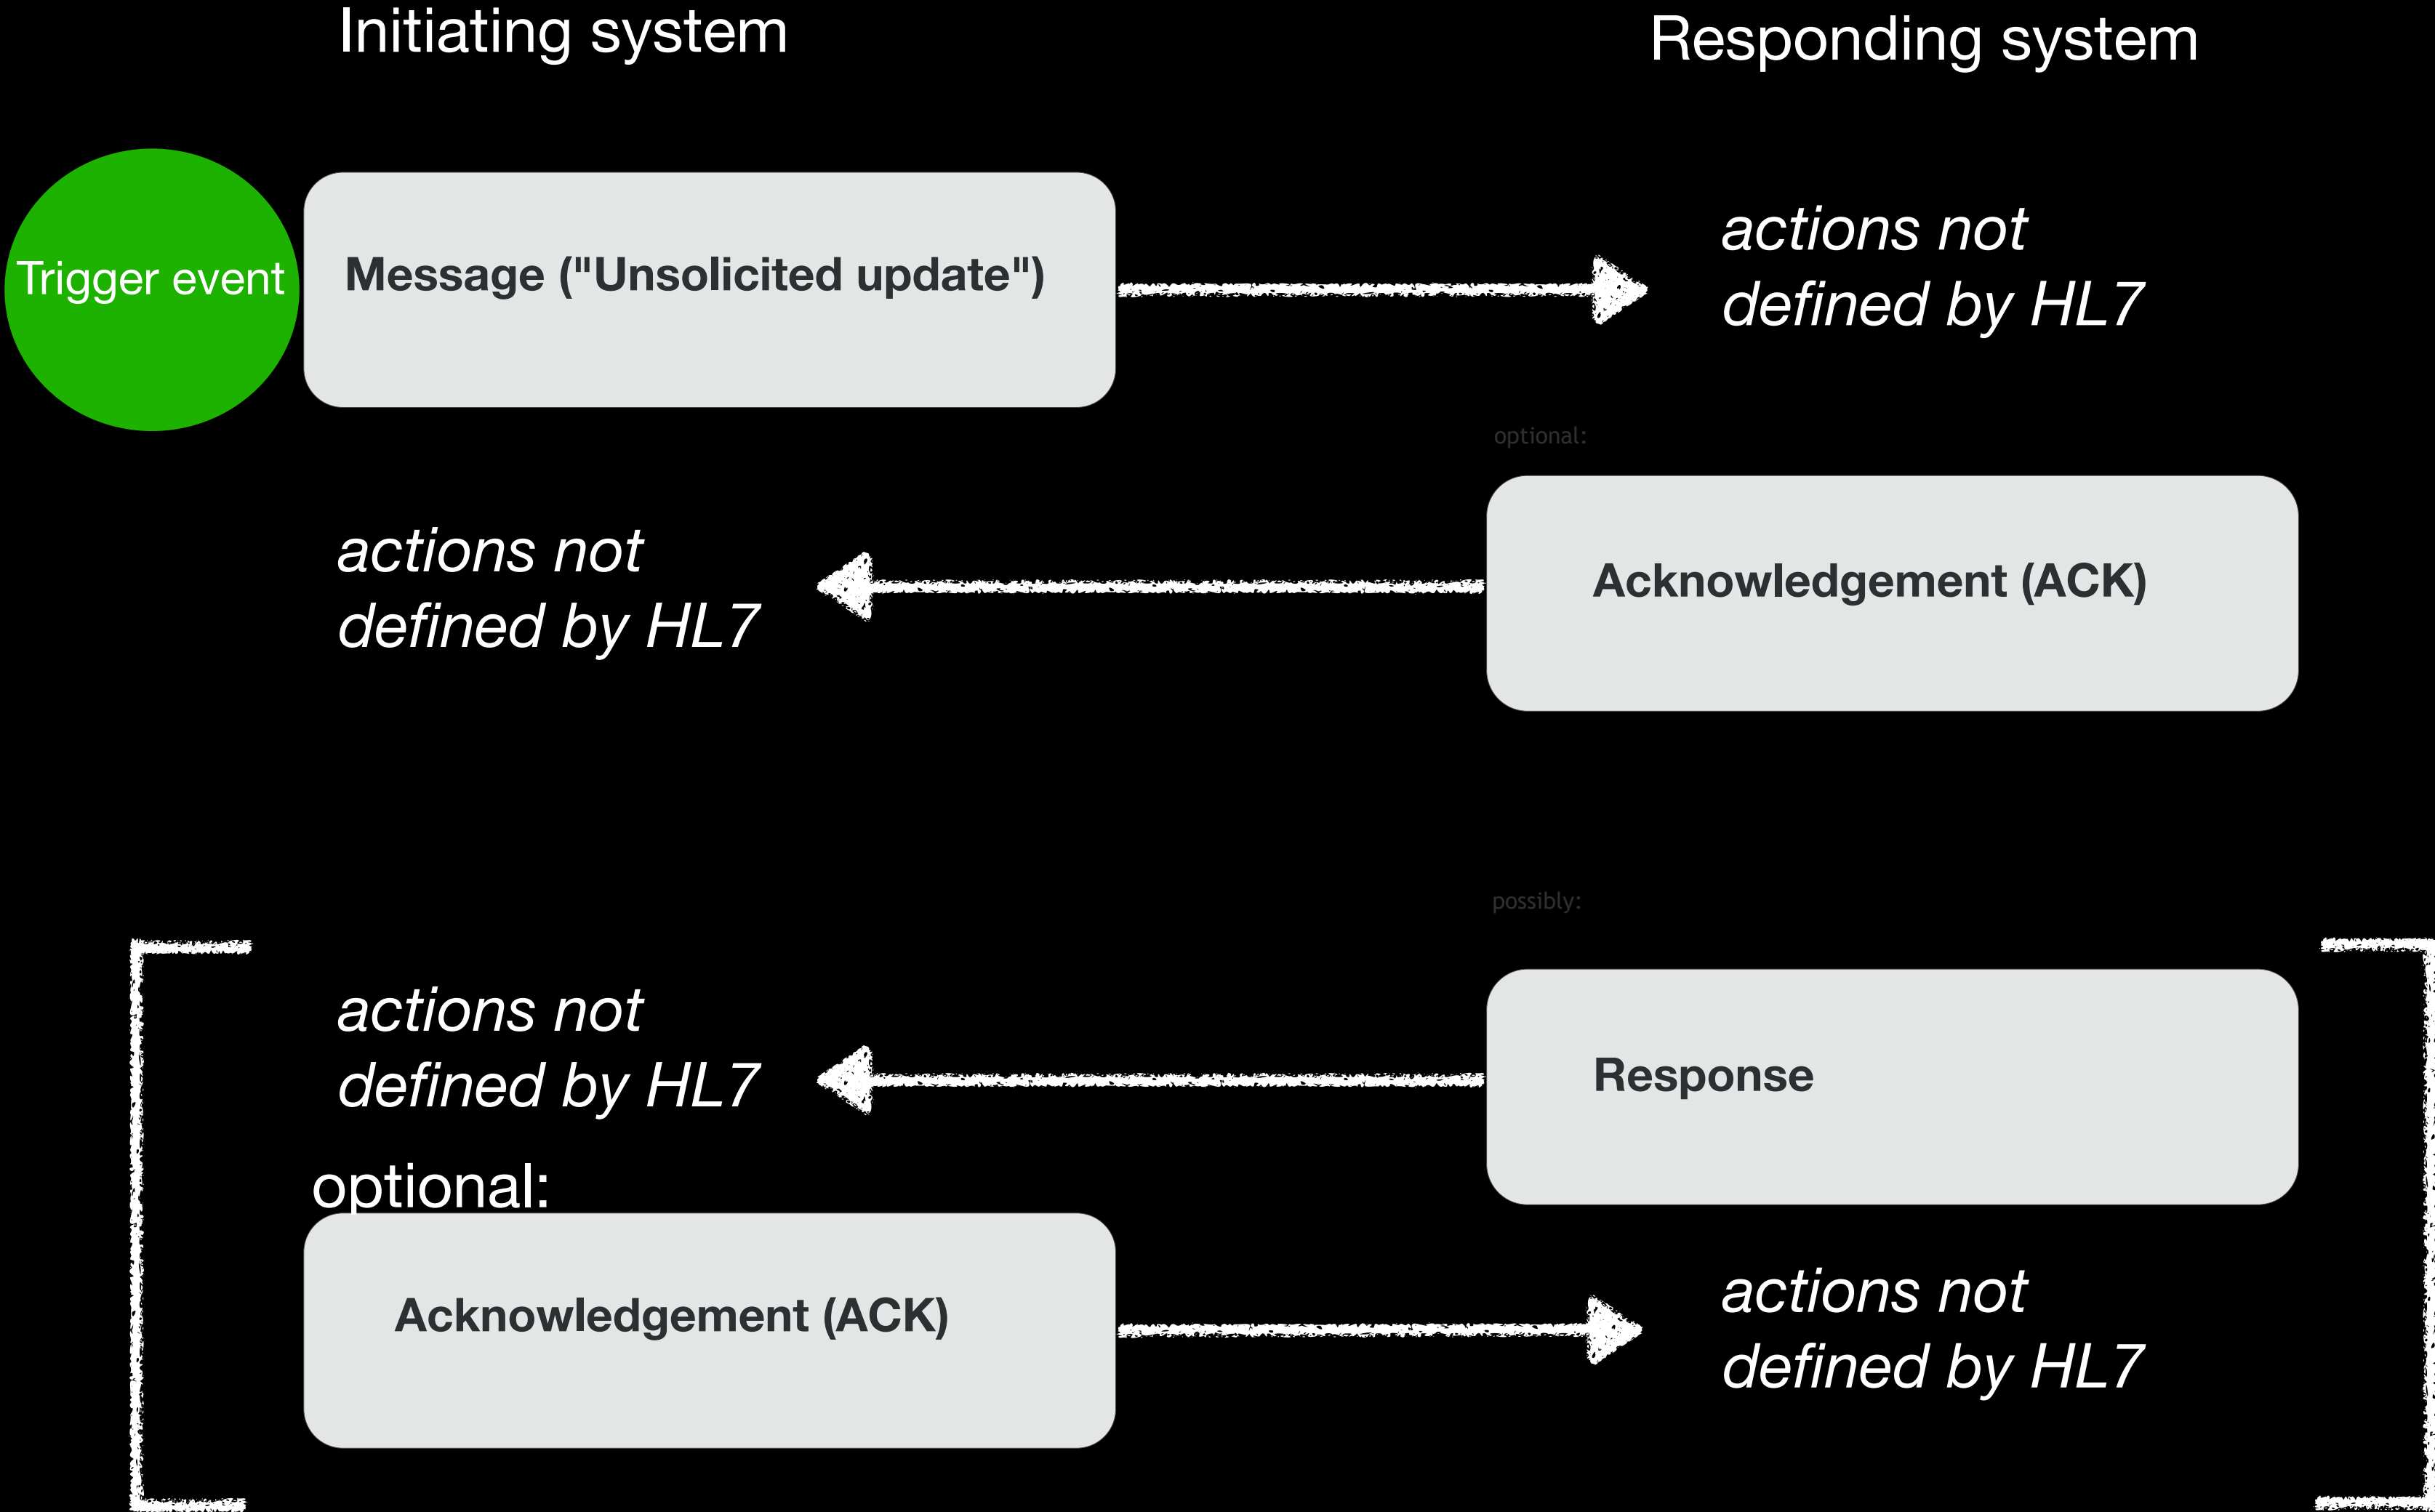 Initiating system
Responding system
Trigger event
Message ("Unsolicited update")
actions not
defined by HL7
optional:
Acknowledgement (ACK)
actions not
defined by HL7
possibly:
Response
actions not
defined by HL7
optional:
Acknowledgement (ACK)
actions not
defined by HL7